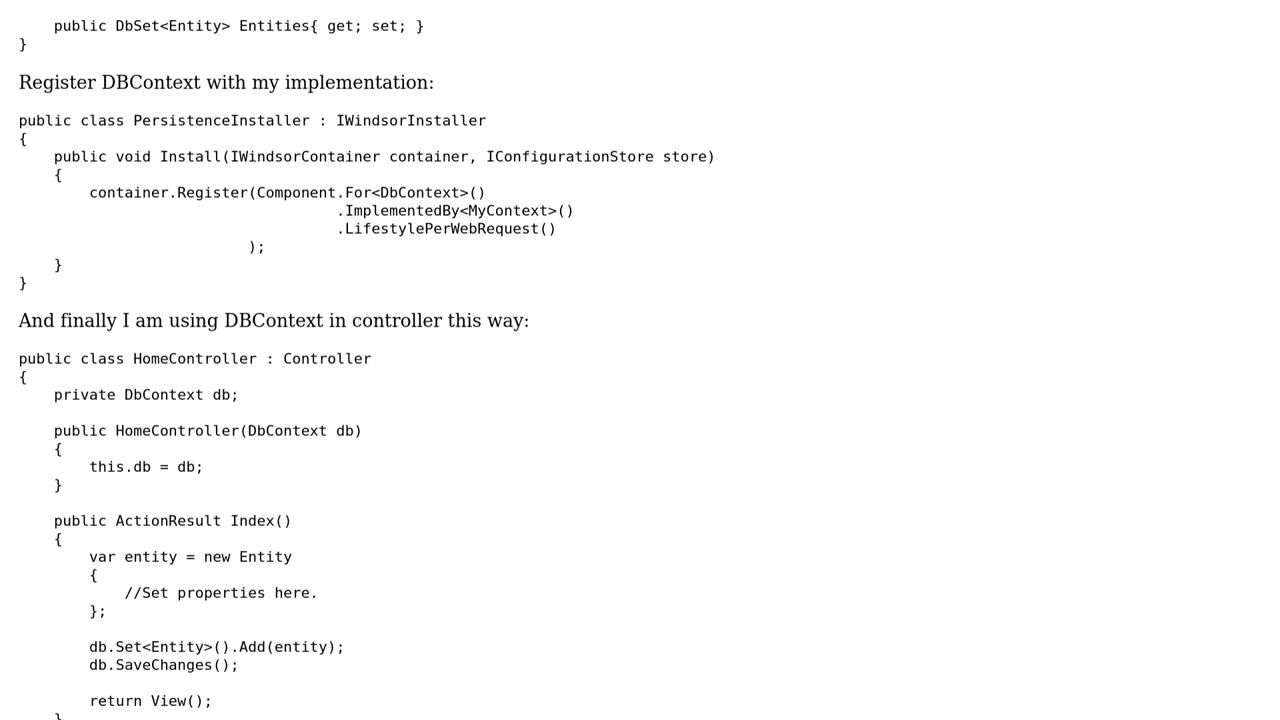 public DbSet<Entity> Entities{ get; set; }
}
Register DBContext with my implementation:
public class PersistenceInstaller : IWindsorInstaller
{
    public void Install(IWindsorContainer container, IConfigurationStore store)
    {
        container.Register(Component.For<DbContext>()
                                    .ImplementedBy<MyContext>()
                                    .LifestylePerWebRequest()
                          );
    }
}
And finally I am using DBContext in controller this way:
public class HomeController : Controller
{
    private DbContext db;
    public HomeController(DbContext db)
    {
        this.db = db;
    }
    public ActionResult Index()
    {
        var entity = new Entity
        {
            //Set properties here.
        };
        db.Set<Entity>().Add(entity);
        db.SaveChanges();
        return View();
    }